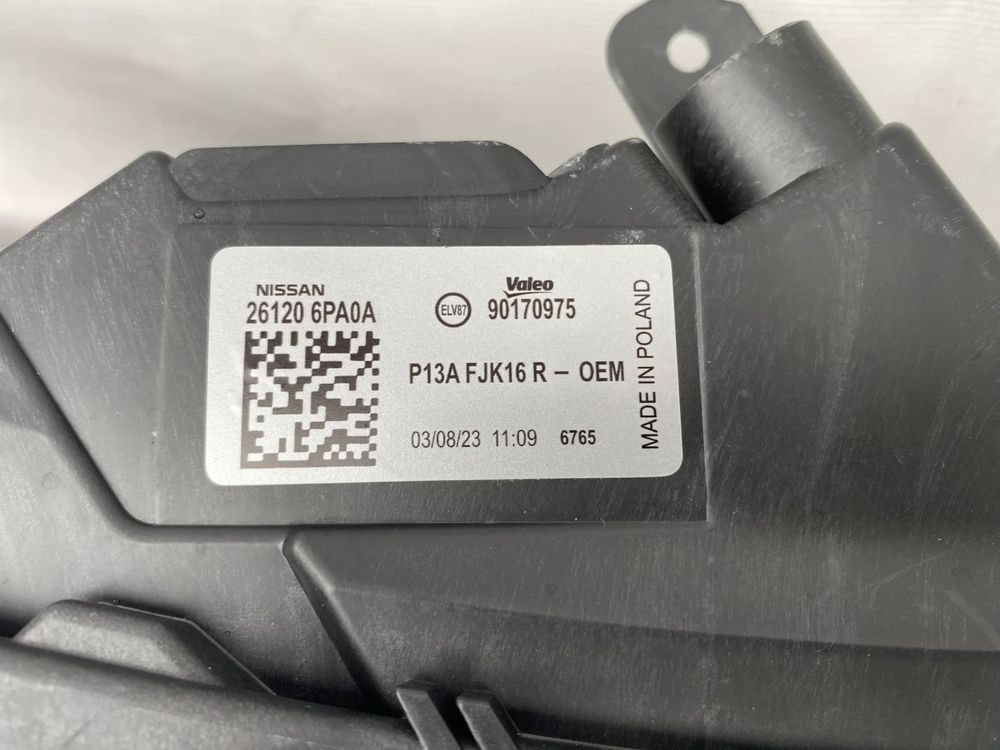 NISSAN
26120 6PA0A
Valeo
ELV87
90170975
P13A FJK16 R – OEM
03/08/23 11:09 6765
MADE IN POLAND